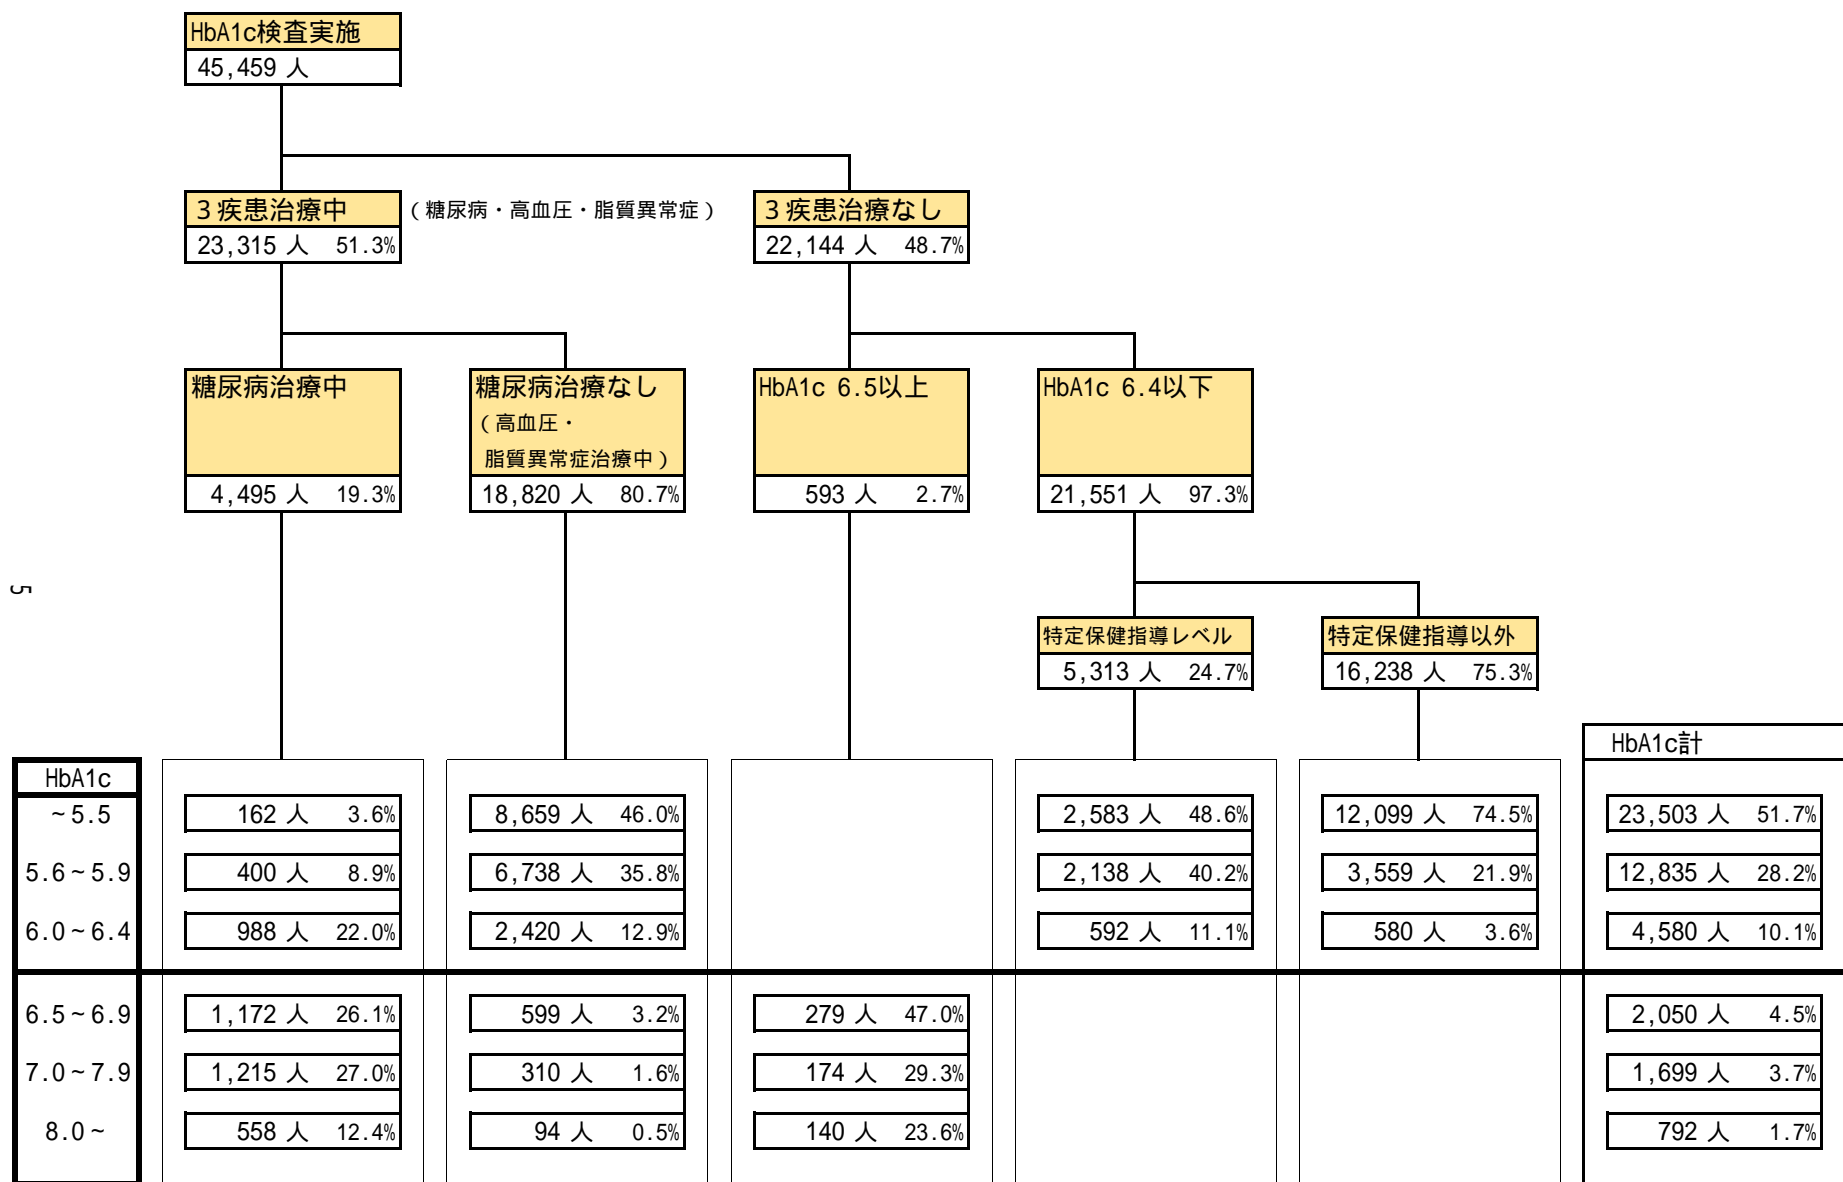 HbA1c検査実施
45,459 人
３疾患治療中 （糖尿病・高血圧・脂質異常症） ３疾患治療なし
23,315 人 51.3% 22,144 人 48.7%
糖尿病治療中 糖尿病治療なし HbA1c 6.5以上 HbA1c 6.4以下
（高血圧・
脂質異常症治療中）
4,495 人 19.3% 18,820 人 80.7% 593 人 2.7% 21,551 人 97.3%
5
特定保健指導レベル 特定保健指導以外
5,313 人 24.7% 16,238 人 75.3%
HbA1c計
HbA1c
~5.5 162 人 3.6% 8,659 人 46.0% 2,583 人 48.6% 12,099 人 74.5% 23,503 人 51.7%
5.6~5.9 400 人 8.9% 6,738 人 35.8% 2,138 人 40.2% 3,559 人 21.9% 12,835 人 28.2%
6.0~6.4 988 人 22.0% 2,420 人 12.9% 592 人 11.1% 580 人 3.6% 4,580 人 10.1%
6.5~6.9 1,172 人 26.1% 599 人 3.2% 279 人 47.0% 2,050 人 4.5%
7.0~7.9 1,215 人 27.0% 310 人 1.6% 174 人 29.3% 1,699 人 3.7%
8.0~ 558 人 12.4% 94 人 0.5% 140 人 23.6% 792 人 1.7%